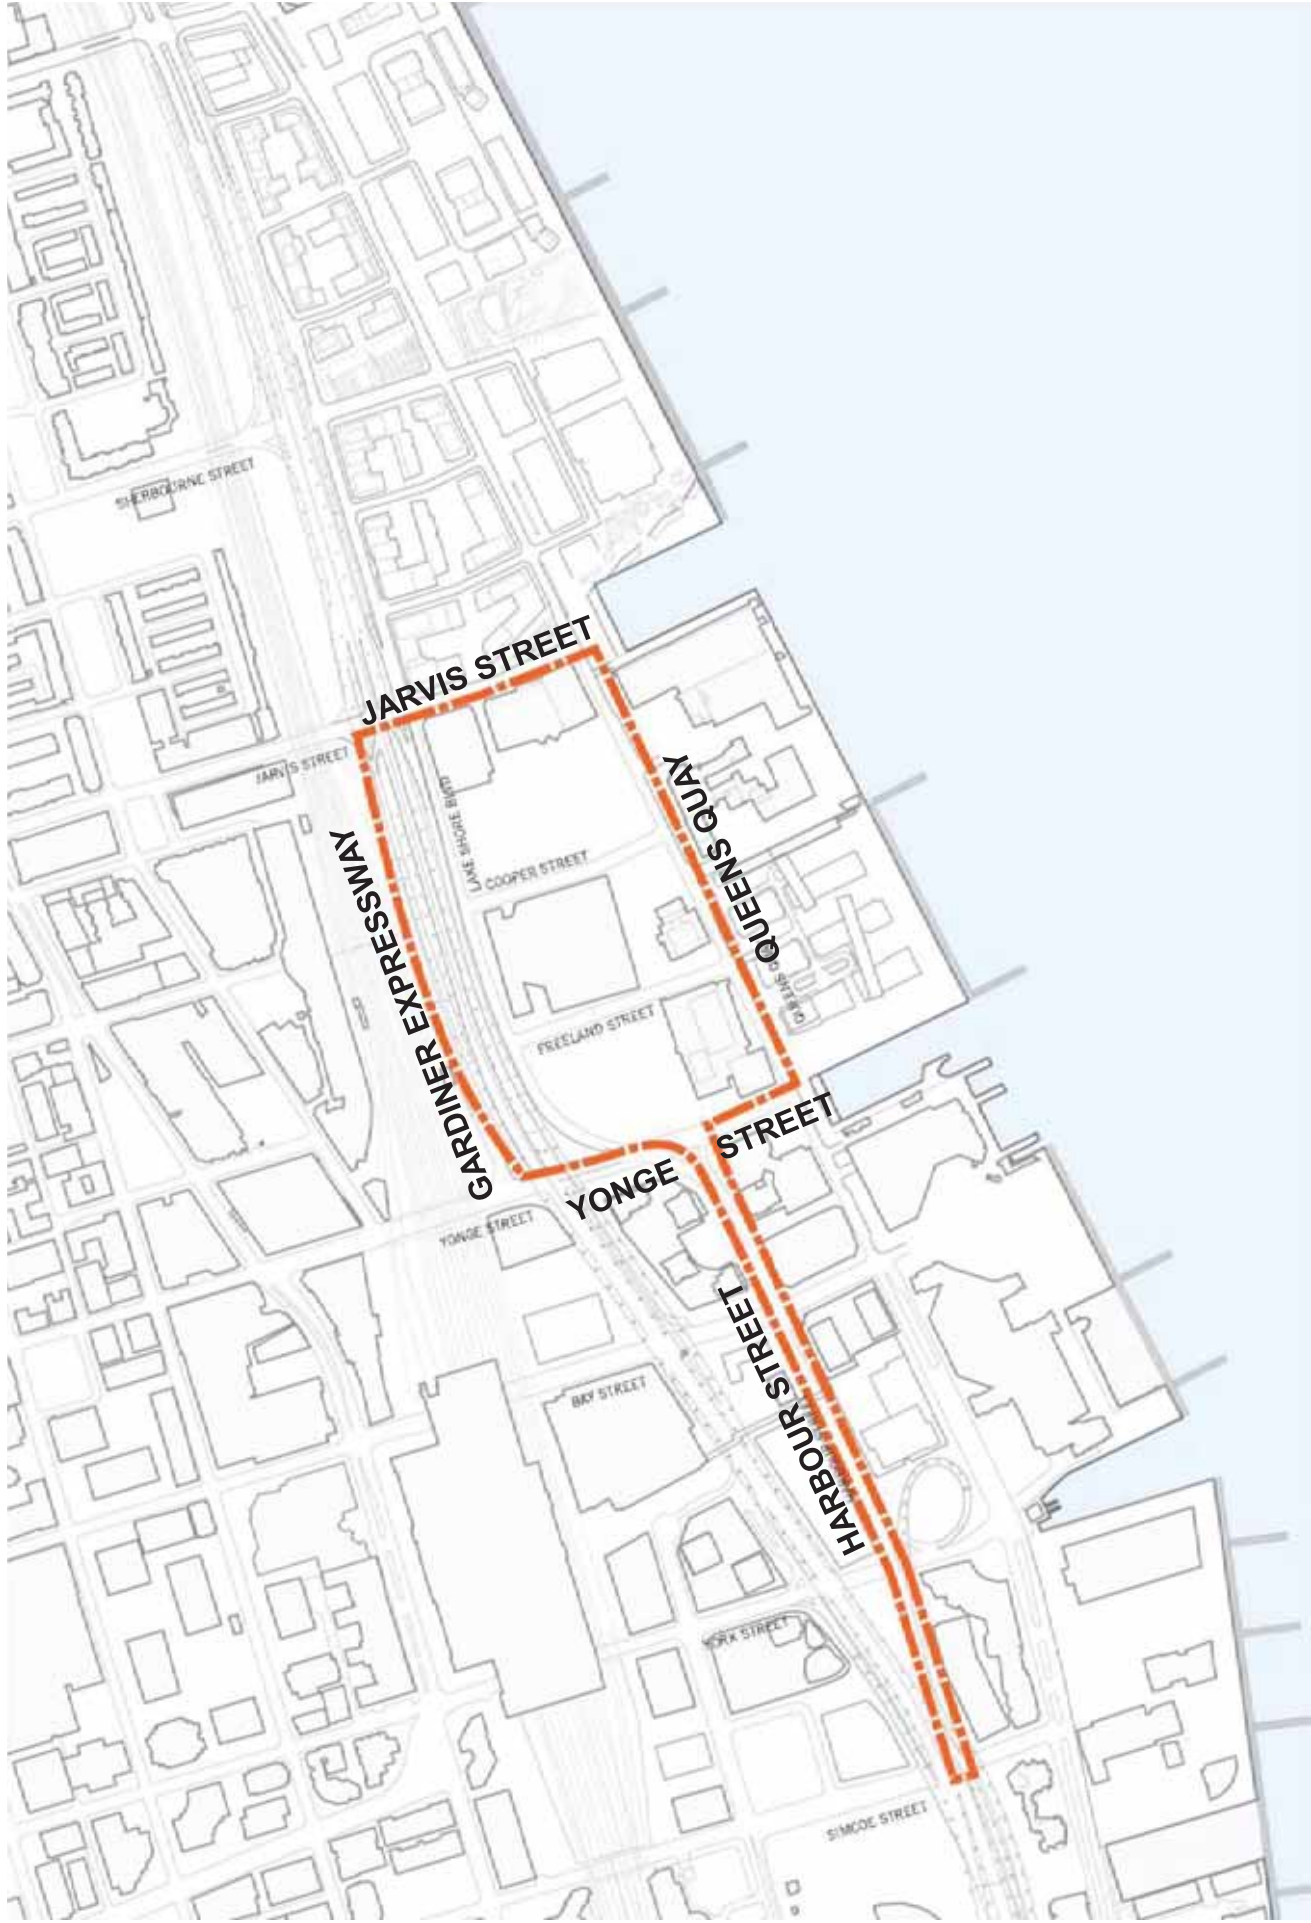 SHERBOURNE STREET
JARVIS STREET
JARVIS STREET
QUEENS QUAY
LAKE SHORE BLVD
GARDINER EXPRESSWAY
COOPER STREET
FREELAND STREET
STREET
YONGE
YONGE STREET
HARBOUR STREET
BAY STREET
YORK STREET
SIMCOE STREET